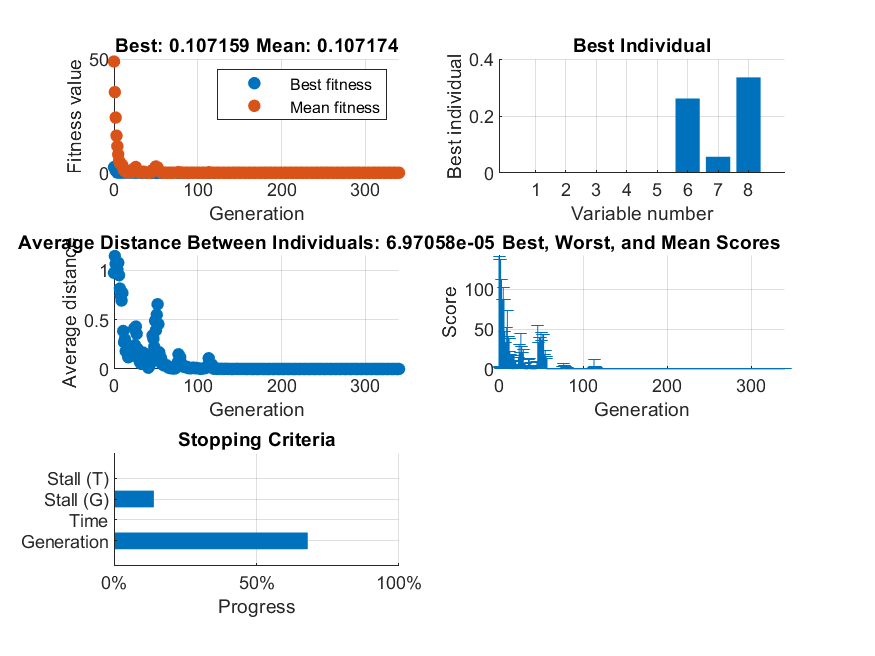 Best: 0.107159 Mean: 0.107174
Fitness value
50
0
Best fitness
Mean fitness
0 100 200 300
Generation
Best Individual
Best individual
0.4
0.2
0
1 2 3 4 5 6 7 8
Variable number
Average Distance Between Individuals: 6.97058e-05
Average distance
1
0.5
0
0 100 200 300
Generation
Best, Worst, and Mean Scores
Score
100
50
0
0 100 200 300
Generation
Stopping Criteria
Stall (T)
Stall (G)
Time
Generation
0% 50% 100%
Progress